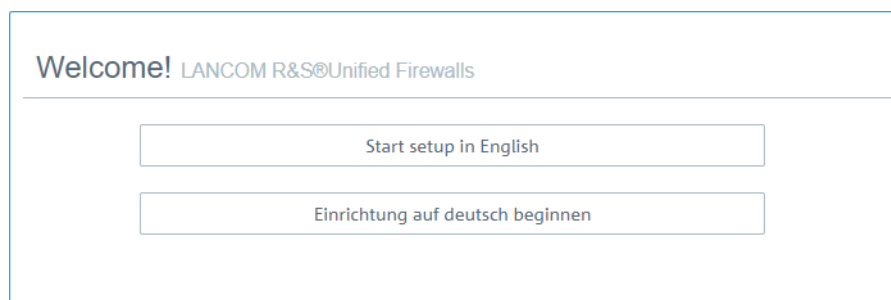 Welcome! LANCOM R&S®Unified Firewalls
Start setup in English
Einrichtung auf deutsch beginnen